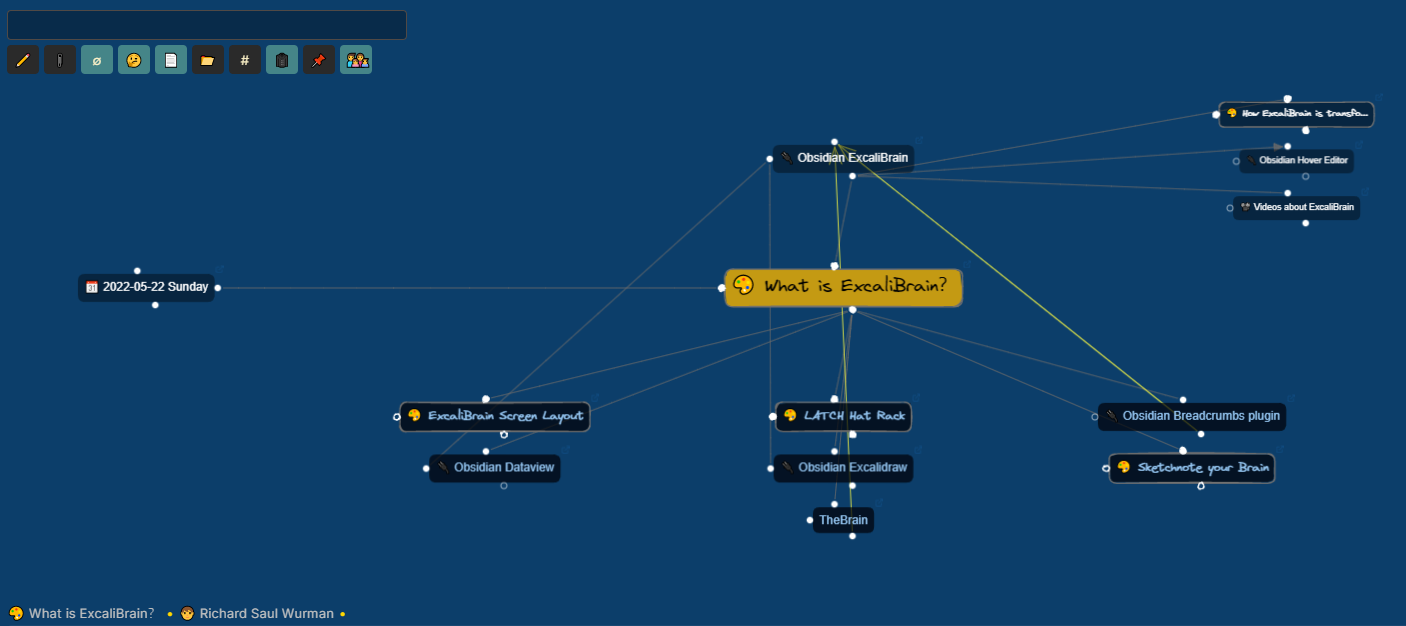 ø
#
How ExcaliBrain is transfo...
Obsidian ExcaliBrain
Obsidian Hover Editor
Videos about ExcaliBrain
2022-05-22 Sunday
What is ExcaliBrain?
ExcaliBrain Screen Layout
LATCH Hat Rack
Obsidian Breadcrumbs plugin
Obsidian Dataview
Obsidian Excalidraw
Sketchnote your Brain
TheBrain
What is ExcaliBrain? • Richard Saul Wurman •